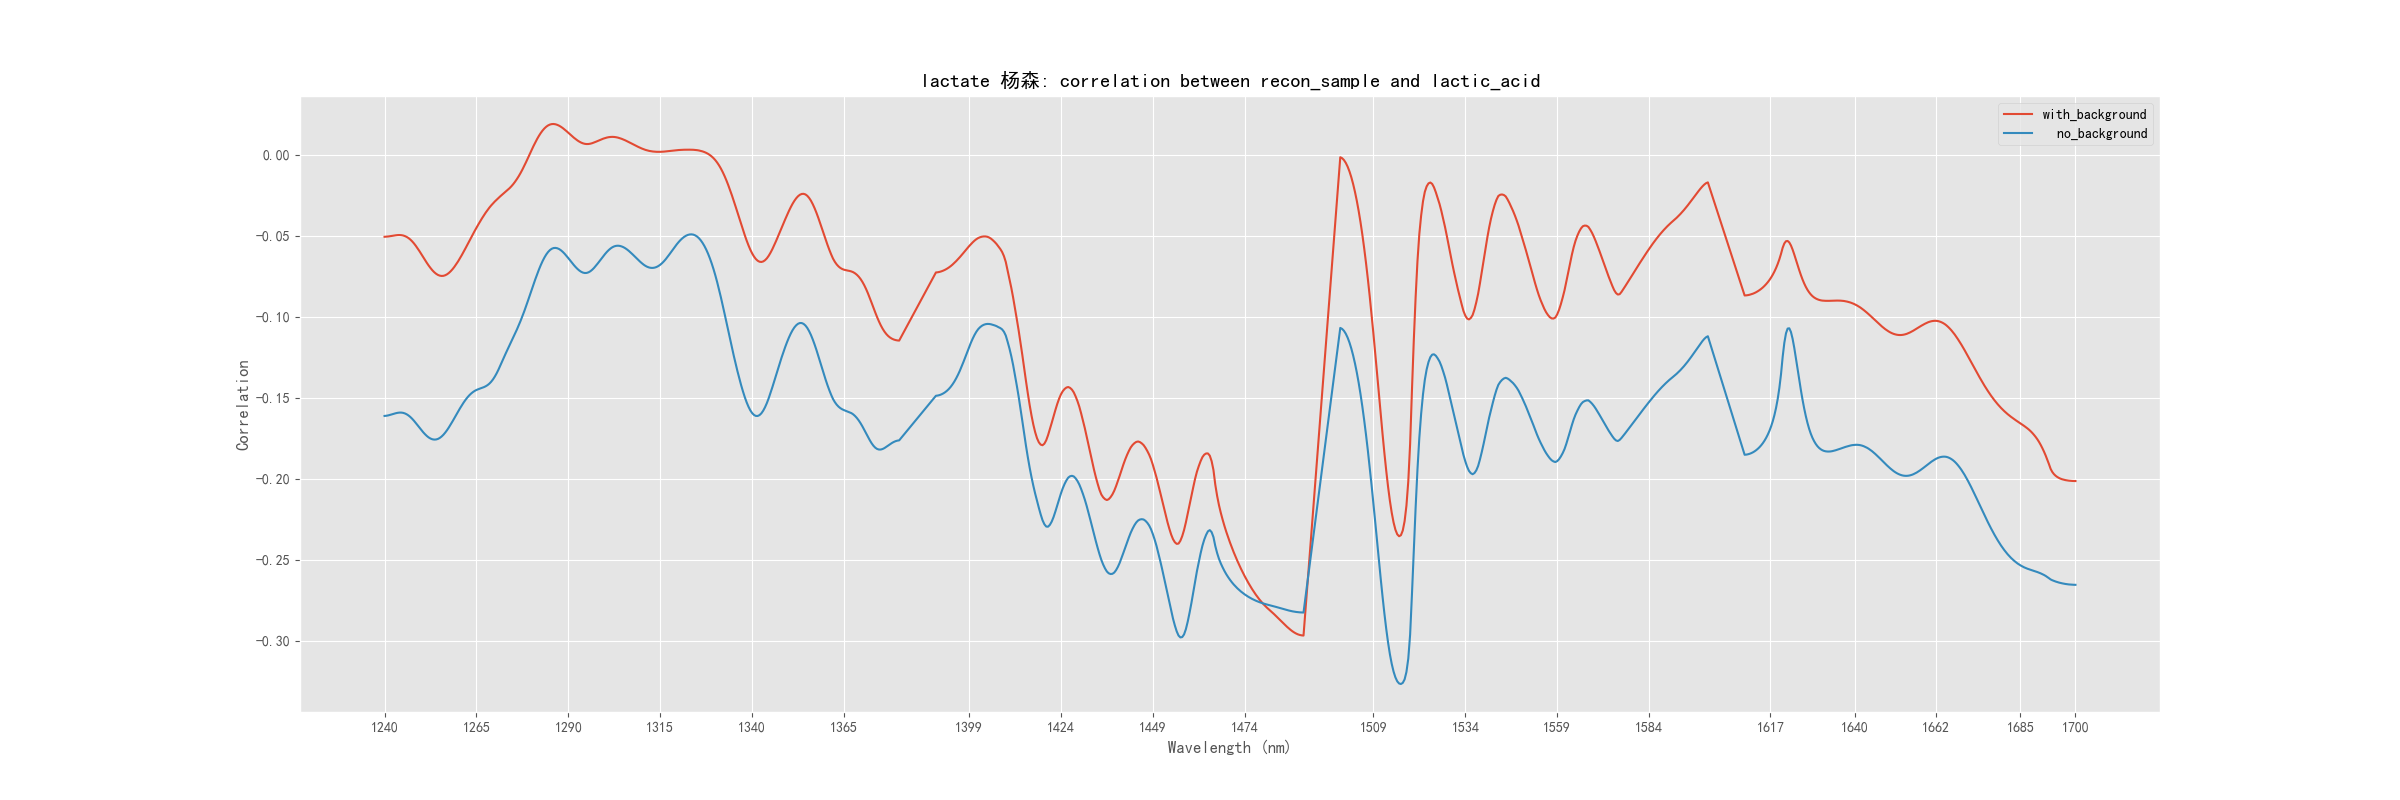 lactate 杨森: correlation between recon_sample and lactic_acid
with_background
no_background
0.00
−0.05
−0.10
−0.15
−0.20
−0.25
−0.30
Correlation
1240 1265 1290 1315 1340 1365 1399 1424 1449 1474 1509 1534 1559 1584 1617 1640 1662 1685 1700
Wavelength (nm)